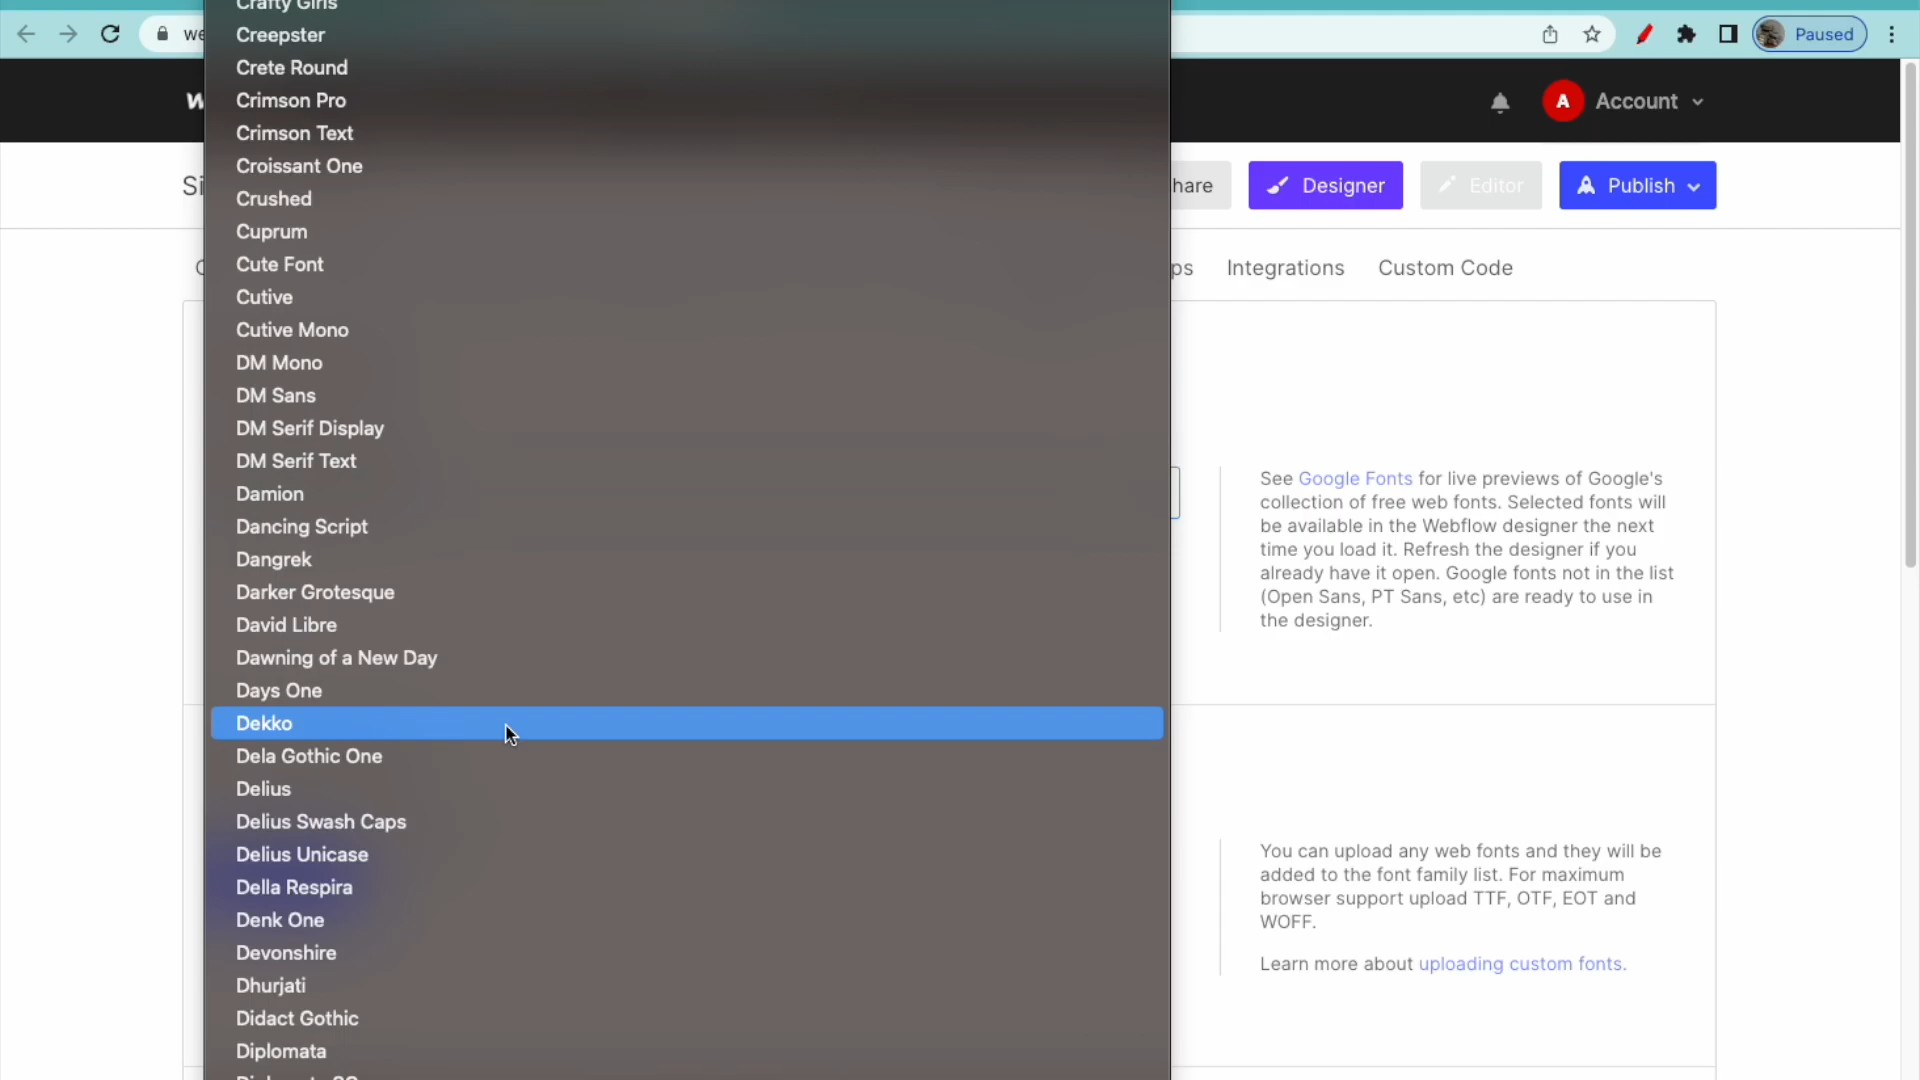 Crafty Girls
Creepster
Crete Round
Crimson Pro
Crimson Text
Croissant One
Crushed
Cuprum
Cute Font
Cutive
Cutive Mono
DM Mono
DM Sans
DM Serif Display
DM Serif Text
Damion
Dancing Script
Dangrek
Darker Grotesque
David Libre
Dawning of a New Day
Days One
Dekko
Dela Gothic One
Delius
Delius Swash Caps
Delius Unicase
Della Respira
Denk One
Devonshire
Dhurjati
Didact Gothic
Diplomata
we
Paused
A Account
Si
hare Designer Editor Publish
ps Integrations Custom Code
See Google Fonts for live previews of Google's
collection of free web fonts. Selected fonts will
be available in the Webflow designer the next
time you load it. Refresh the designer if you
already have it open. Google fonts not in the list
(Open Sans, PT Sans, etc) are ready to use in
the designer.
You can upload any web fonts and they will be
added to the font family list. For maximum
browser support upload TTF, OTF, EOT and
WOFF.
Learn more about uploading custom fonts.